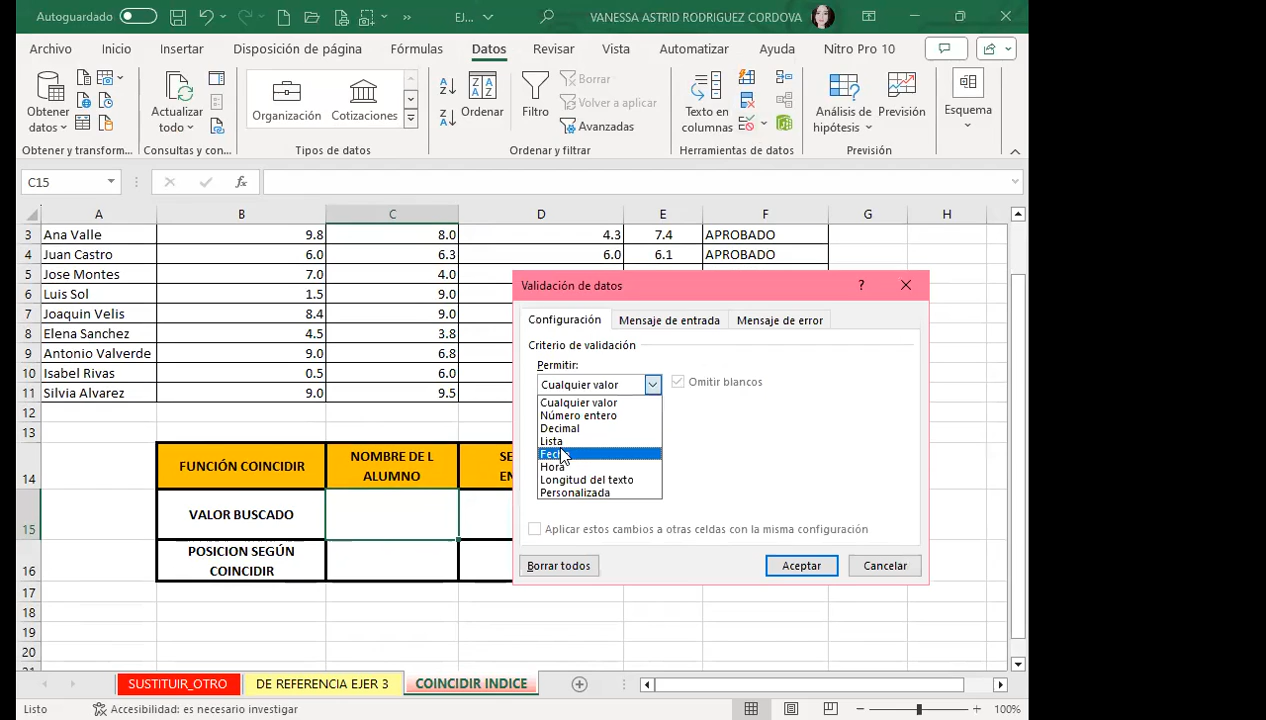 Autoguardado
EJ...
VANESSA ASTRID RODRIGUEZ CORDOVA
Archivo Inicio Insertar Disposición de página Fórmulas Datos Revisar Vista Automatizar Ayuda Nitro Pro 10
Obtener datos
Actualizar todo
Organización Cotizaciones
Ordenar
Filtro
Borrar
Volver a aplicar
Avanzadas
Texto en columnas
Análisis de hipótesis
Previsión
Esquema
Obtener y transform... Consultas y con... Tipos de datos Ordenar y filtrar Herramientas de datos Previsión
C15 fx
A B C D E F G H
3 Ana Valle 9.8 8.0 4.3 7.4 APROBADO
4 Juan Castro 6.0 6.3 6.0 6.1 APROBADO
5 Jose Montes 7.0 4.0
6 Luis Sol 1.5 9.0
7 Joaquin Velis 8.4 9.0
8 Elena Sanchez 4.5 3.8
9 Antonio Valverde 9.0 6.8
10 Isabel Rivas 0.5 6.0
11 Silvia Alvarez 9.0 9.5
12
13
14 FUNCIÓN COINCIDIR NOMBRE DE L ALUMNO
15 VALOR BUSCADO
16 POSICION SEGÚN COINCIDIR
17
18
19
20
Validación de datos ?
Configuración Mensaje de entrada Mensaje de error
Criterio de validación
Permitir:
Cualquier valor
Omitir blancos
Cualquier valor
Número entero
Decimal
Lista
Fecha
Hora
Longitud del texto
Personalizada
Aplicar estos cambios a otras celdas con la misma configuración
Borrar todos Aceptar Cancelar
SUSTITUIR_OTRO DE REFERENCIA EJER 3 COINCIDIR INDICE
Listo Accesibilidad: es necesario investigar 100%